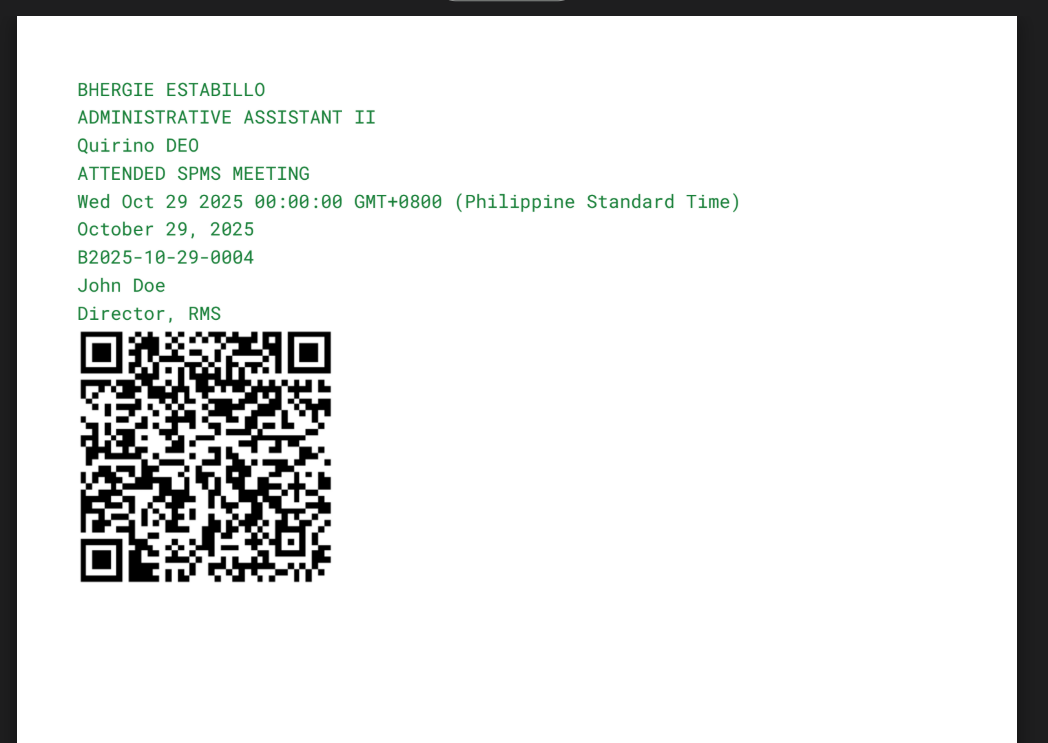 BHERGIE ESTABILLO
ADMINISTRATIVE ASSISTANT II
Quirino DEO
ATTENDED SPMS MEETING
Wed Oct 29 2025 00:00:00 GMT+0800 (Philippine Standard Time)
October 29, 2025
B2025-10-29-0004
John Doe
Director, RMS